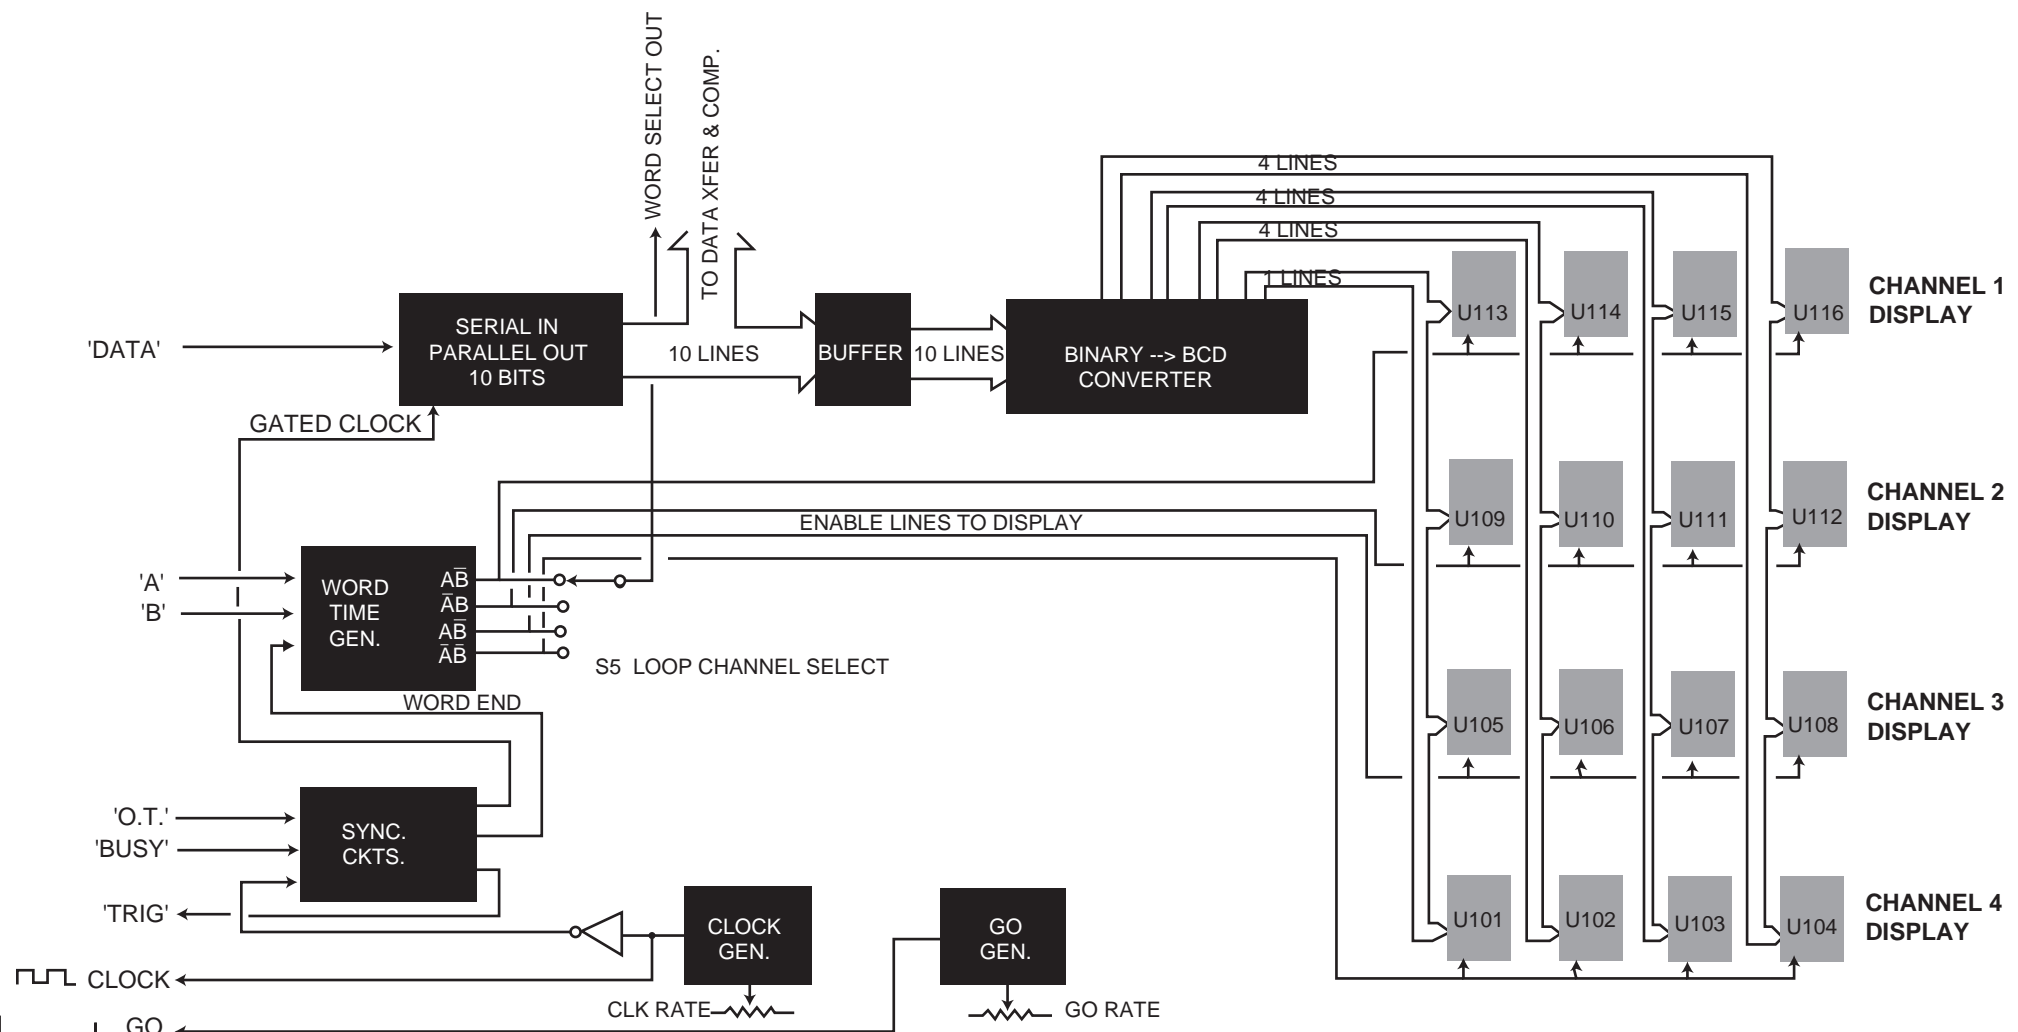 WORD SELECT OUT
TO DATA XFER & COMP.
4 LINES
4 LINES
4 LINES
1 LINES
'DATA'
SERIAL IN
PARALLEL OUT
10 BITS
10 LINES
BUFFER
10 LINES
BINARY --> BCD
CONVERTER
U113
U114
U115
U116
CHANNEL 1
DISPLAY
GATED CLOCK
ENABLE LINES TO DISPLAY
U109
U110
U111
U112
CHANNEL 2
DISPLAY
'A'
'B'
WORD
TIME
GEN.
AB̅
A̅B
AB̅
A̅B̅
S5 LOOP CHANNEL SELECT
WORD END
U105
U106
U107
U108
CHANNEL 3
DISPLAY
'O.T.'
'BUSY'
'TRIG'
SYNC.
CKTS.
CLOCK
GEN.
GO
GEN.
U101
U102
U103
U104
CHANNEL 4
DISPLAY
CLOCK
CLK RATE
GO RATE
GO